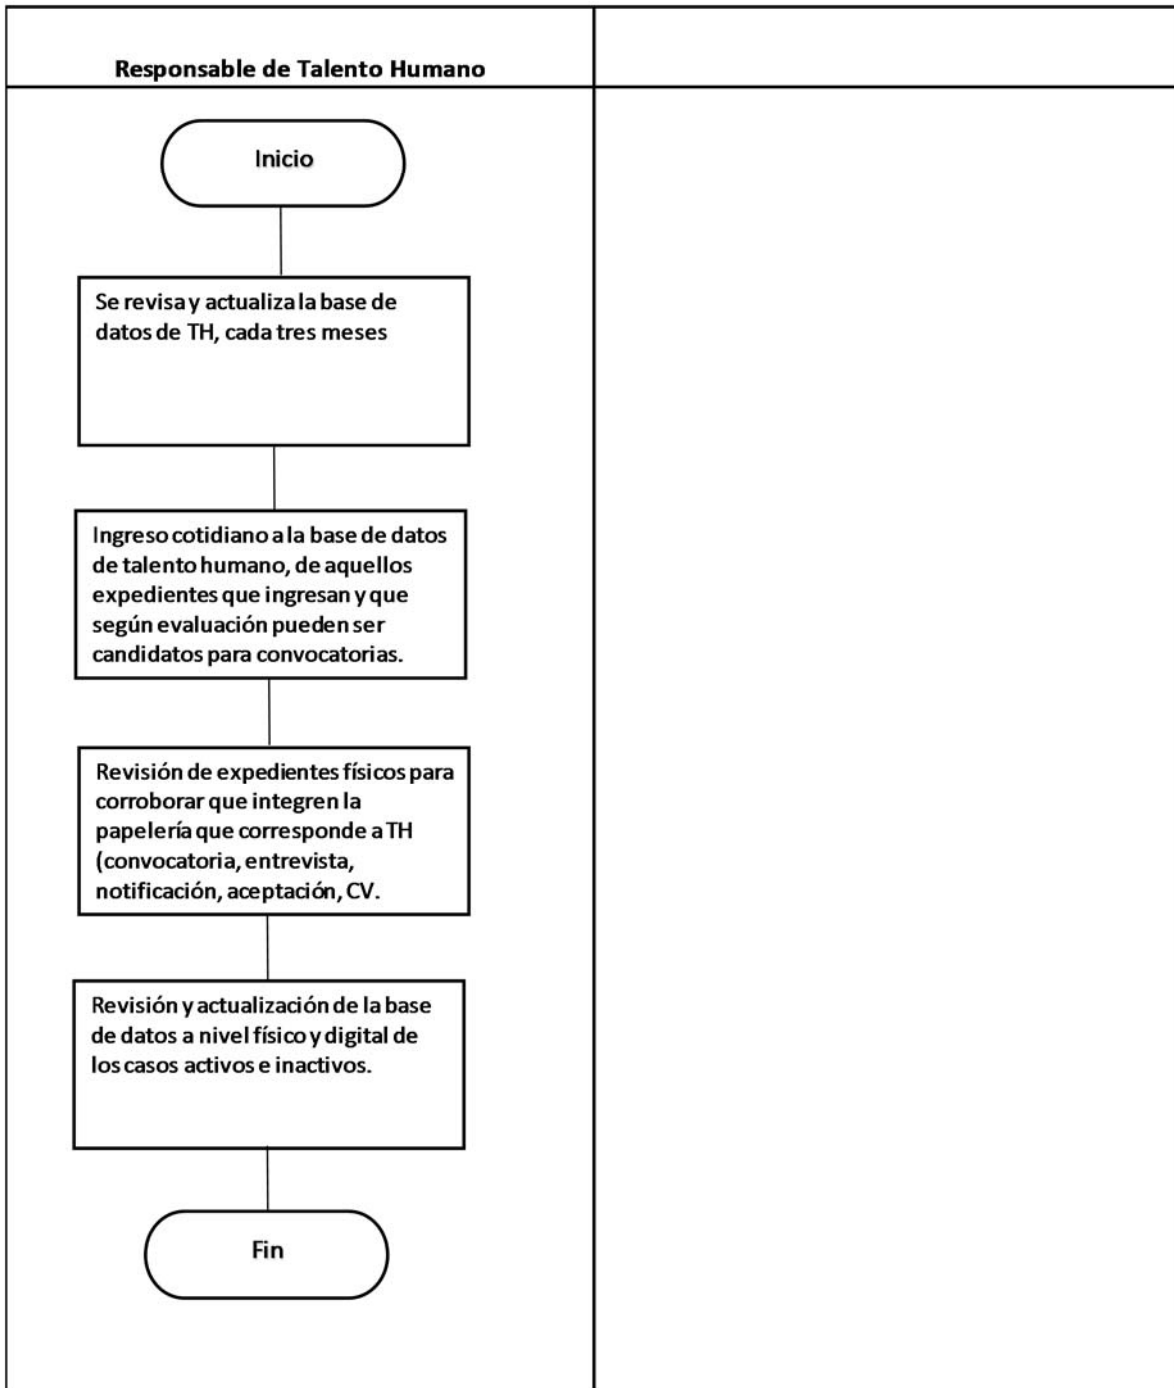 Responsable de Talento Humano
Inicio
Se revisa y actualiza la base de
datos de TH, cada tres meses
Ingreso cotidiano a la base de datos
de talento humano, de aquellos
expedientes que ingresan y que
según evaluación pueden ser
candidatos para convocatorias.
Revisión de expedientes físicos para
corroborar que integren la
papelería que corresponde a TH
(convocatoria, entrevista,
notificación, aceptación, CV.
Revisión y actualización de la base
de datos a nivel físico y digital de
los casos activos e inactivos.
Fin